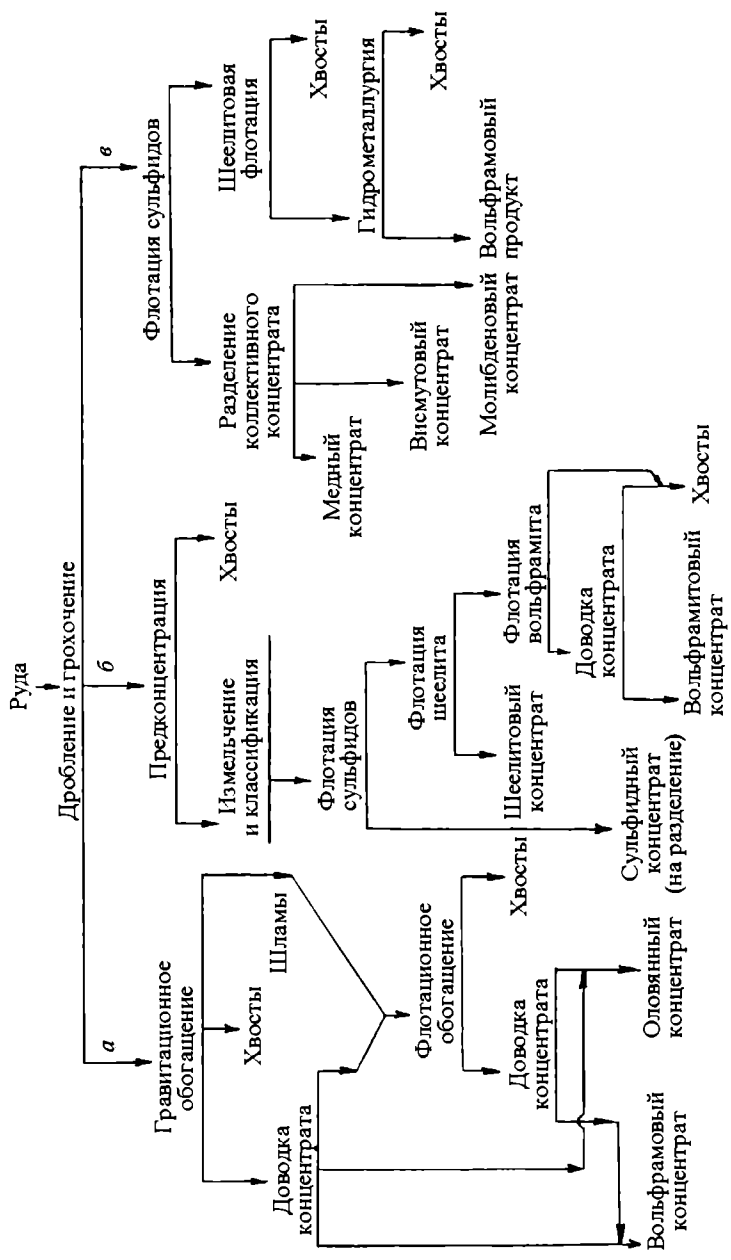 Руда
Дробление и грохочение
а
б
в
Гравитационное
обогащение
Хвосты
Шламы
Доводка
концентрата
Флотационное
обогащение
Хвосты
Доводка
концентрата
Вольфрамовый
концентрат
Оловянный
концентрат
Предконцентрация
Хвосты
Измельчение
и классификация
Флотация
сульфидов
Сульфидный
концентрат
(на разделение)
Флотация
шеелита
Шеелитовый
концентрат
Флотация
вольфрамита
Доводка
концентрата
Вольфрамитовый
концентрат
Хвосты
Флотация сульфидов
Разделение
коллективного
концентрата
Медный
концентрат
Висмутовый
концентрат
Молибденовый
концентрат
Шеелитовая
флотация
Хвосты
Гидрометаллургия
Вольфрамовый
продукт
Хвосты